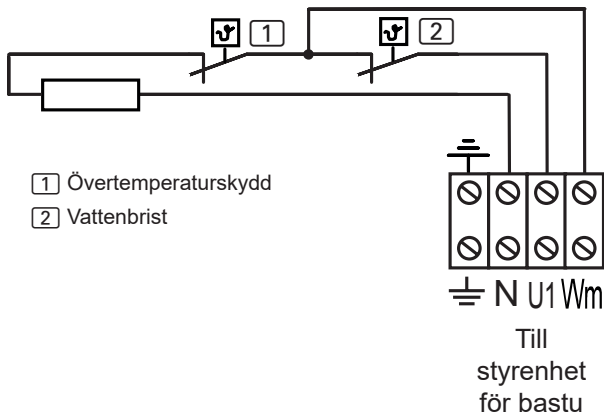 ϑ 1 ϑ 2
1 Övertemperaturskydd
2 Vattenbrist
N U1 Wm
Till
styrenhet
för bastu